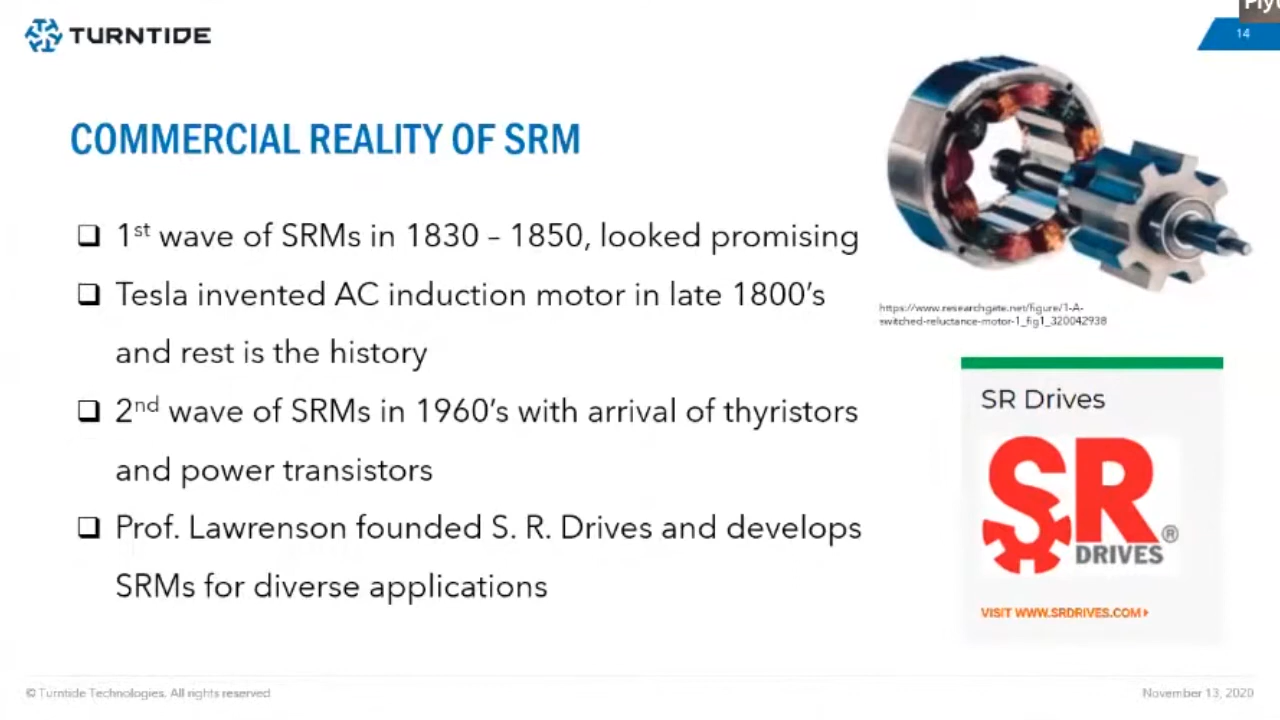 TURNTIDE
14
COMMERCIAL REALITY OF SRM
❑ 1st wave of SRMs in 1830 – 1850, looked promising
❑ Tesla invented AC induction motor in late 1800’s
and rest is the history
❑ 2nd wave of SRMs in 1960’s with arrival of thyristors
and power transistors
❑ Prof. Lawrenson founded S. R. Drives and develops
SRMs for diverse applications
https://www.researchgate.net/figure/1-A-
switched-reluctance-motor-1_fig1_320042938
SR Drives
SR®
DRIVES
VISIT WWW.SRDRIVES.COM
© Turntide Technologies. All rights reserved
November 13, 2020